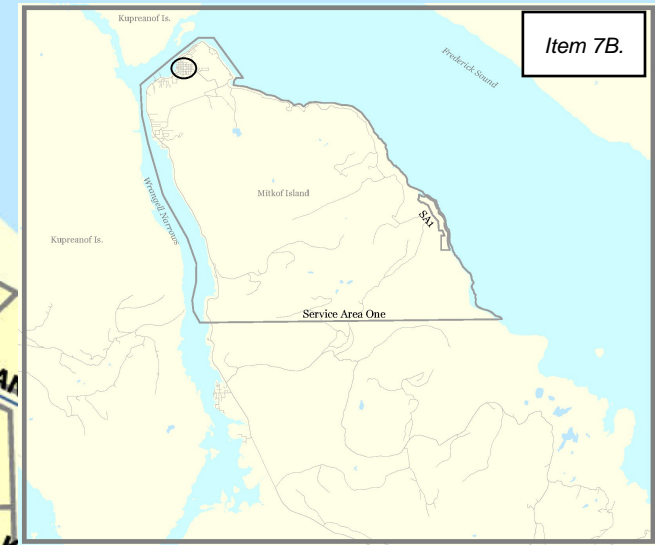 Kupreanof Is.
Item 7B.
Frederick Sound
Mitkof Island
Wrangell Narrows
SA1
Kupreanof Is.
Service Area One